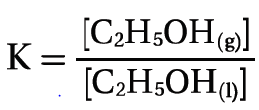 K = [C₂H₅OH(g)] / [C₂H₅OH(l)]